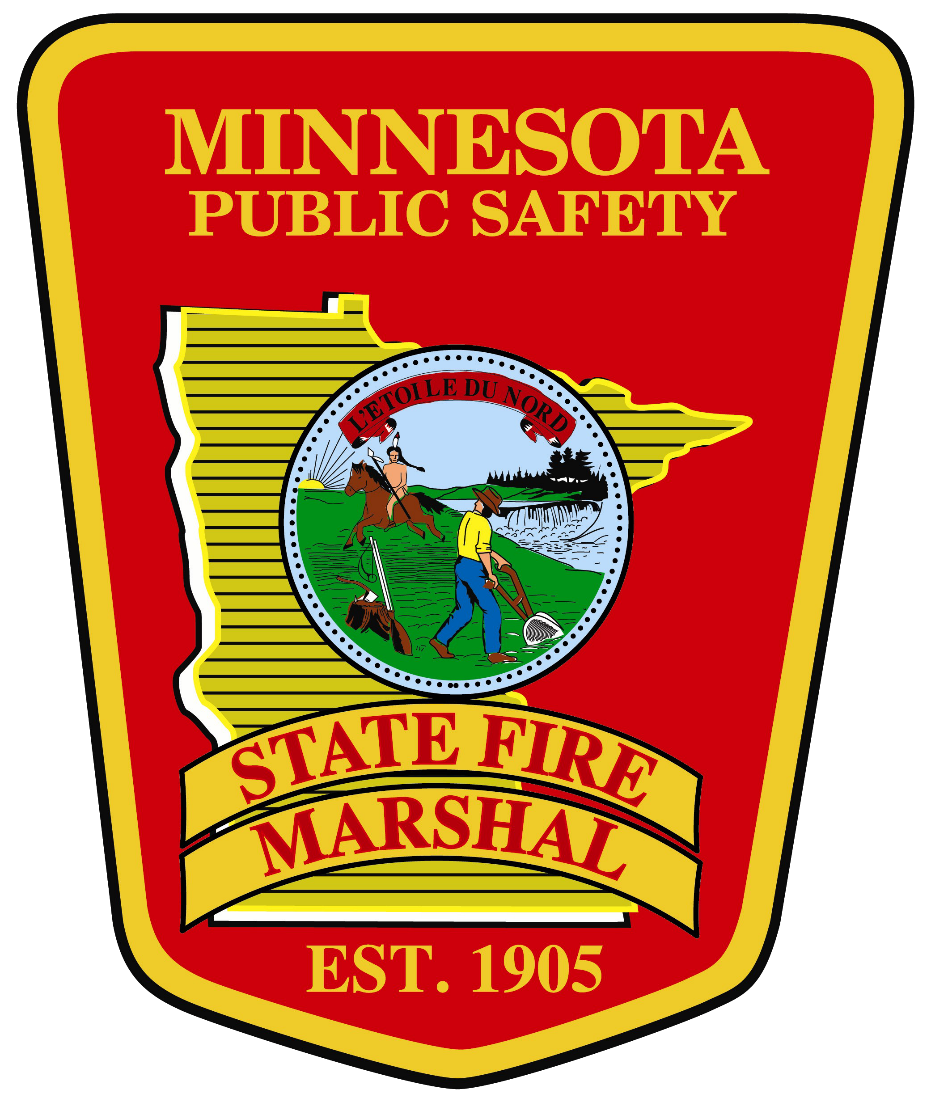 MINNESOTA
PUBLIC SAFETY
L'ETOILE DU NORD
STATE FIRE
MARSHAL
EST. 1905